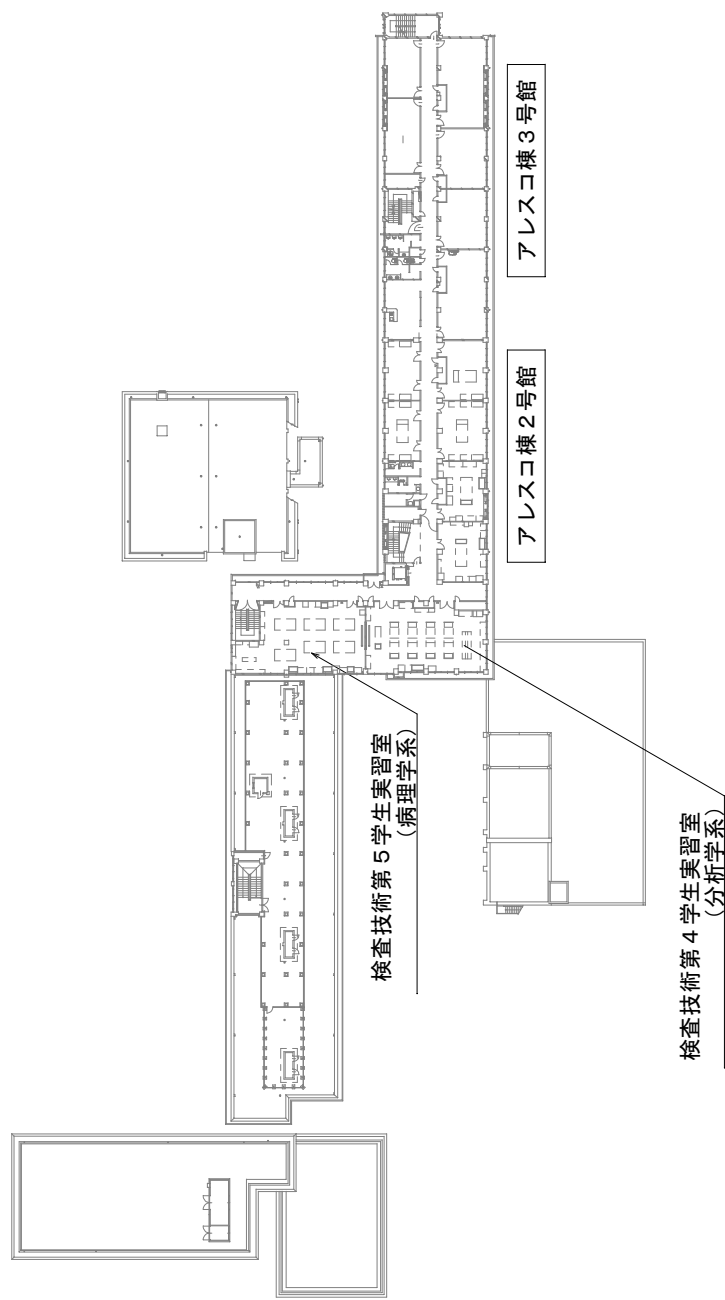 検査技術第５学生実習室
（病理学系）
検査技術第４学生実習室
（分析学系）
アレスコ棟２号館
アレスコ棟３号館